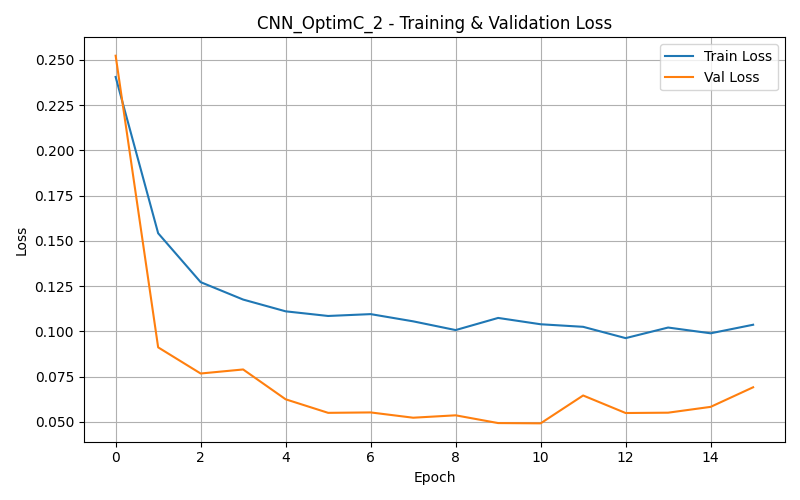 CNN_OptimC_2 - Training & Validation Loss
Train Loss
Val Loss
0.250
0.225
0.200
0.175
0.150
0.125
0.100
0.075
0.050
Loss
0 2 4 6 8 10 12 14
Epoch